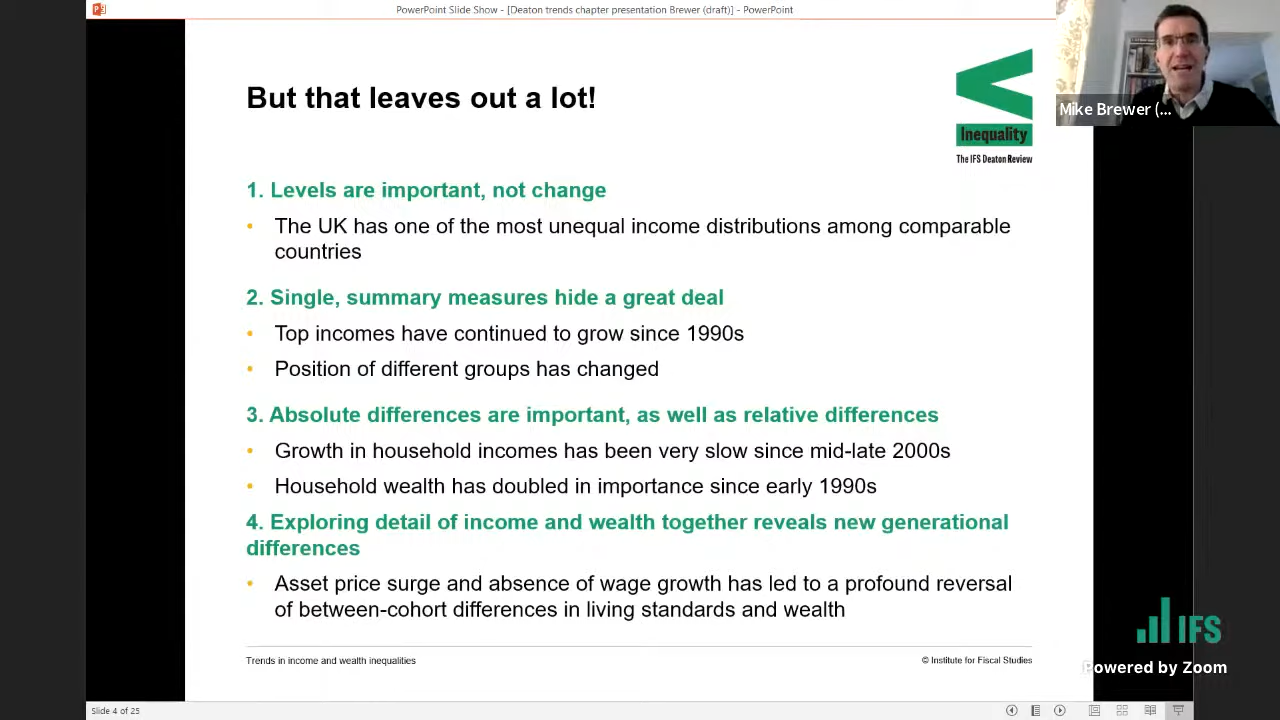 PowerPoint Slide Show - [Deaton trends chapter presentation Brewer (draft)] - PowerPoint
But that leaves out a lot!
Inequality
The IFS Deaton Review
Mike Brewer (...
1. Levels are important, not change
• The UK has one of the most unequal income distributions among comparable
countries
2. Single, summary measures hide a great deal
• Top incomes have continued to grow since 1990s
• Position of different groups has changed
3. Absolute differences are important, as well as relative differences
• Growth in household incomes has been very slow since mid-late 2000s
• Household wealth has doubled in importance since early 1990s
4. Exploring detail of income and wealth together reveals new generational
differences
• Asset price surge and absence of wage growth has led to a profound reversal
of between-cohort differences in living standards and wealth
IFS
Trends in income and wealth inequalities
© Institute for Fiscal Studies
Powered by Zoom
Slide 4 of 25